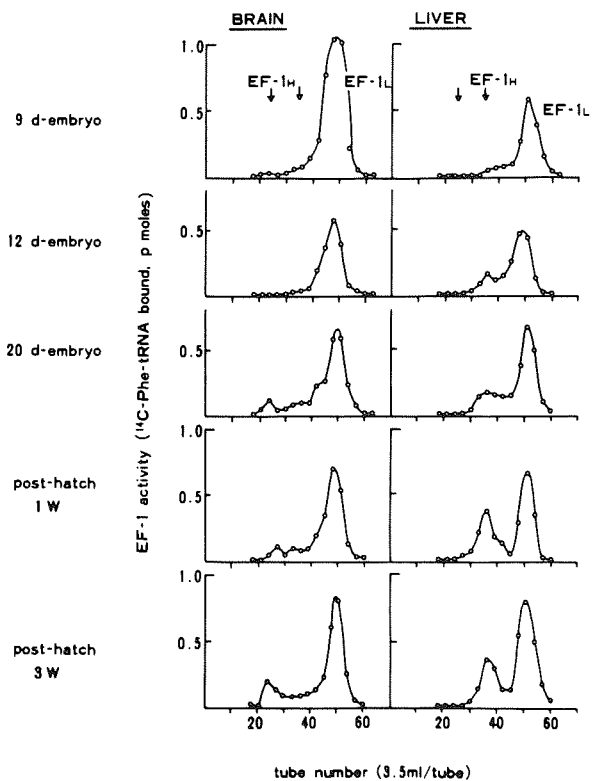 BRAIN LIVER
1.0
EF-1H EF-1L EF-1H
EF-1L
9 d-embryo
0.5
12 d-embryo
0.5
20 d-embryo
0.5
1.0
post-hatch
1 W
0.5
1.0
post-hatch
3 W
0.5
20 40 60 20 40 60
EF-1 activity (14C-Phe-tRNA bound, p moles)
tube number (3.5ml/tube)